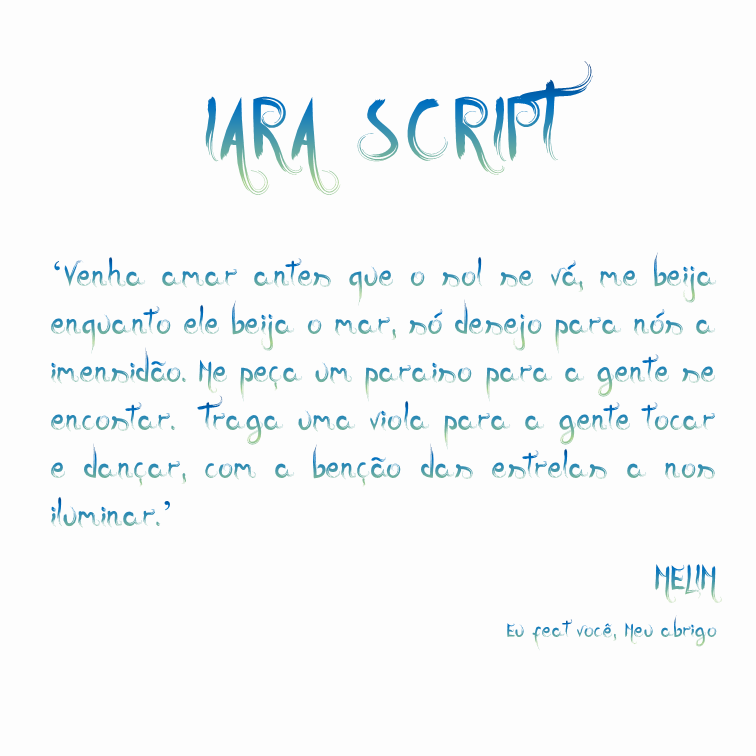 IARA SCRIPT
‘Venha amar antes que o sol se vá, me beija
enquanto ele beija o mar, só desejo para nós a
imensidão. Me peça um paraiso para a gente se
encostar. Traga uma viola para a gente tocar
e dançar, com a benção das estrelas a nos
iluminar.’
MELIM
Eu feat você, Meu abrigo